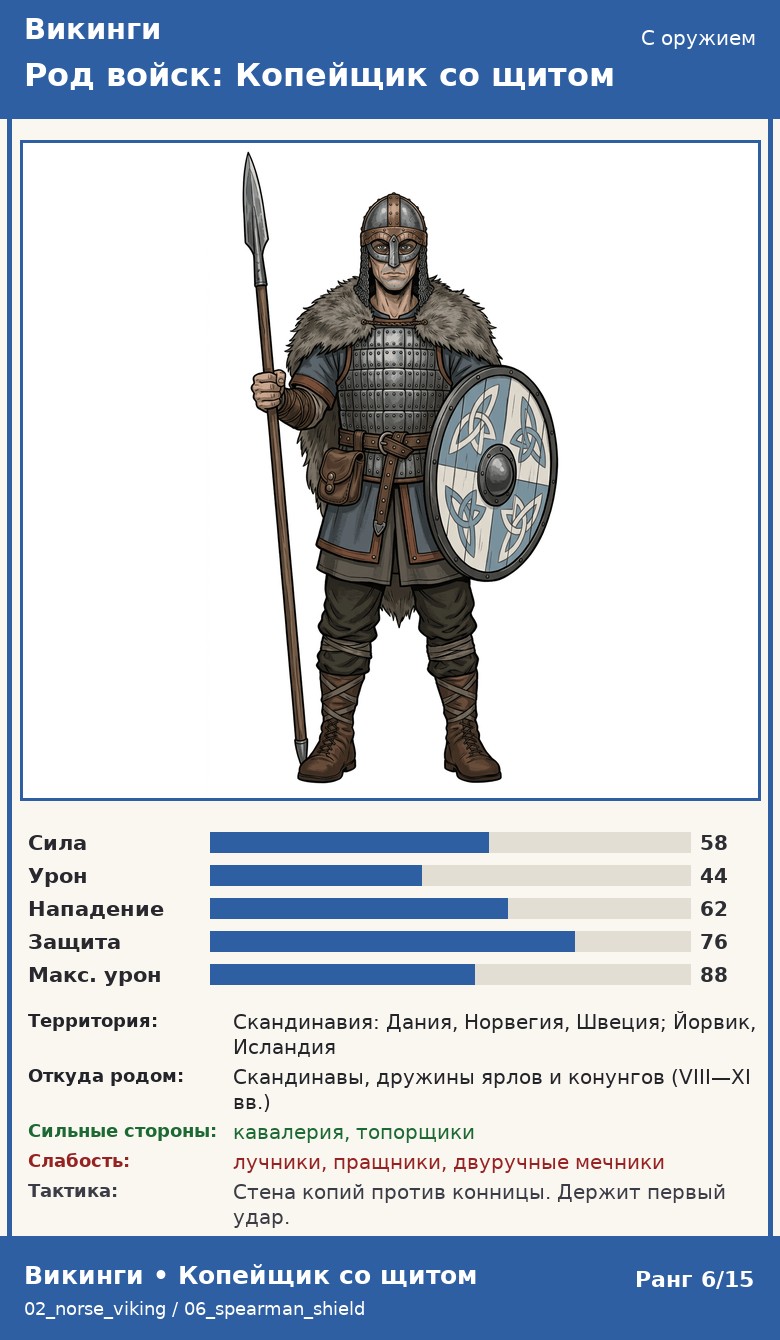 Викинги
С оружием
Род войск: Копейщик со щитом
Сила 58
Урон 44
Нападение 62
Защита 76
Макс. урон 88
Территория: Скандинавия: Дания, Норвегия, Швеция; Йорвик,
Исландия
Откуда родом: Скандинавы, дружины ярлов и конунгов (VIII—XI
вв.)
Сильные стороны: кавалерия, топорщики
Слабость: лучники, пращники, двуручные мечники
Тактика: Стена копий против конницы. Держит первый
удар.
Викинги • Копейщик со щитом
Ранг 6/15
02_norse_viking / 06_spearman_shield